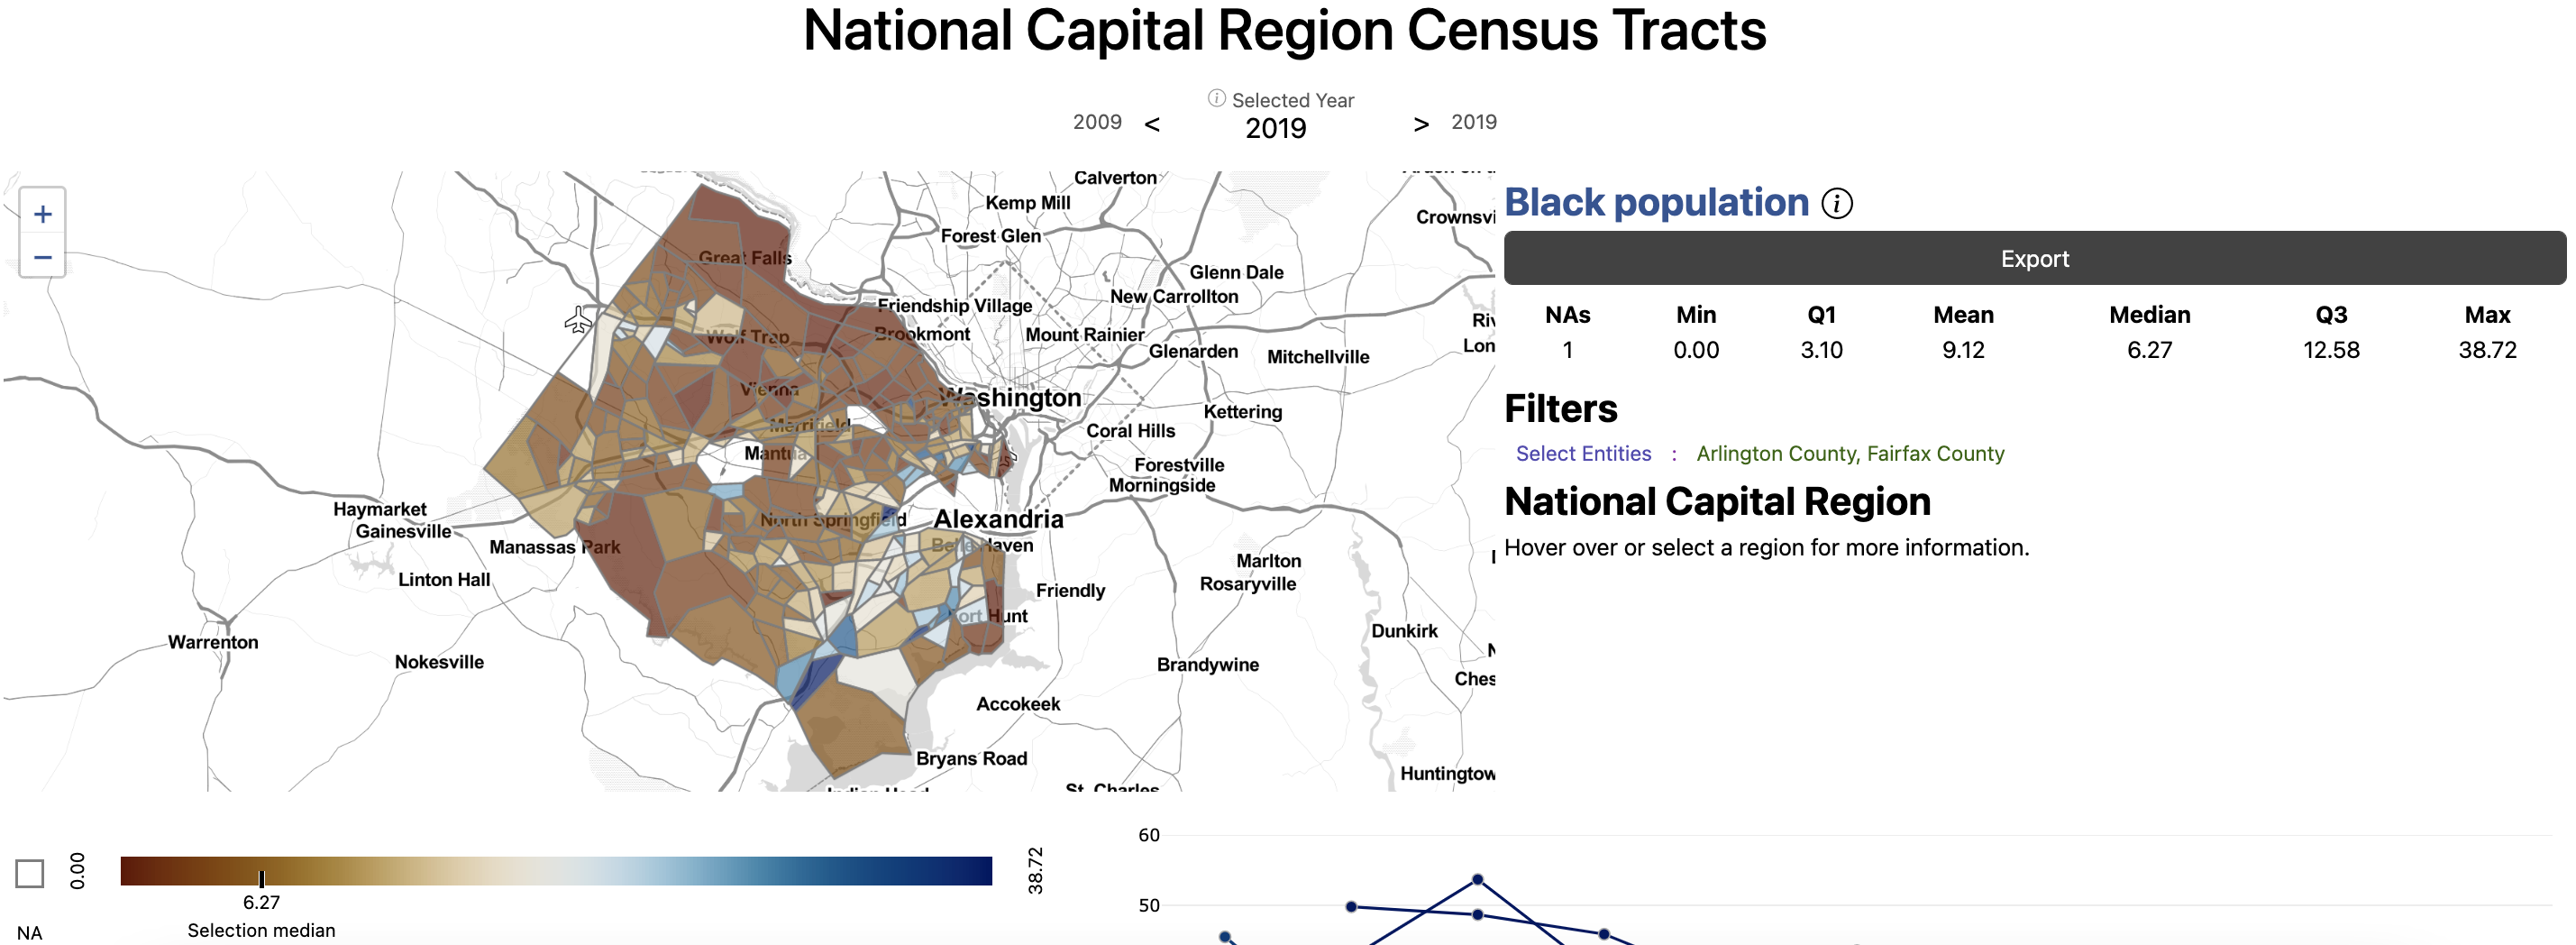 National Capital Region Census Tracts
ⓘ Selected Year
2009 < 2019 > 2019
+
−
Calverton
Kemp Mill
Crownsvi
Forest Glen
Great Falls
Glenn Dale
New Carrollton
Friendship Village
Riv
Wolf Trap
Brookmont
Mount Rainier
Lon
Glenarden
Mitchellville
Vienna
Washington
Kettering
Merrifield
Coral Hills
Mantua
Forestville
Morningside
Haymarket
North Springfield
Alexandria
Gainesville
Manassas Park
Belle Haven
Marlton
Linton Hall
Friendly
Rosaryville
Fort Hunt
Dunkirk
Warrenton
Nokesville
Brandywine
Ches
Accokeek
Bryans Road
Huntingtow
Indian Head
St. Charles
Black population ⓘ
Export
NAs Min Q1 Mean Median Q3 Max
1 0.00 3.10 9.12 6.27 12.58 38.72
Filters
Select Entities : Arlington County, Fairfax County
National Capital Region
Hover over or select a region for more information.
0.00
38.72
6.27
Selection median
NA
60
50